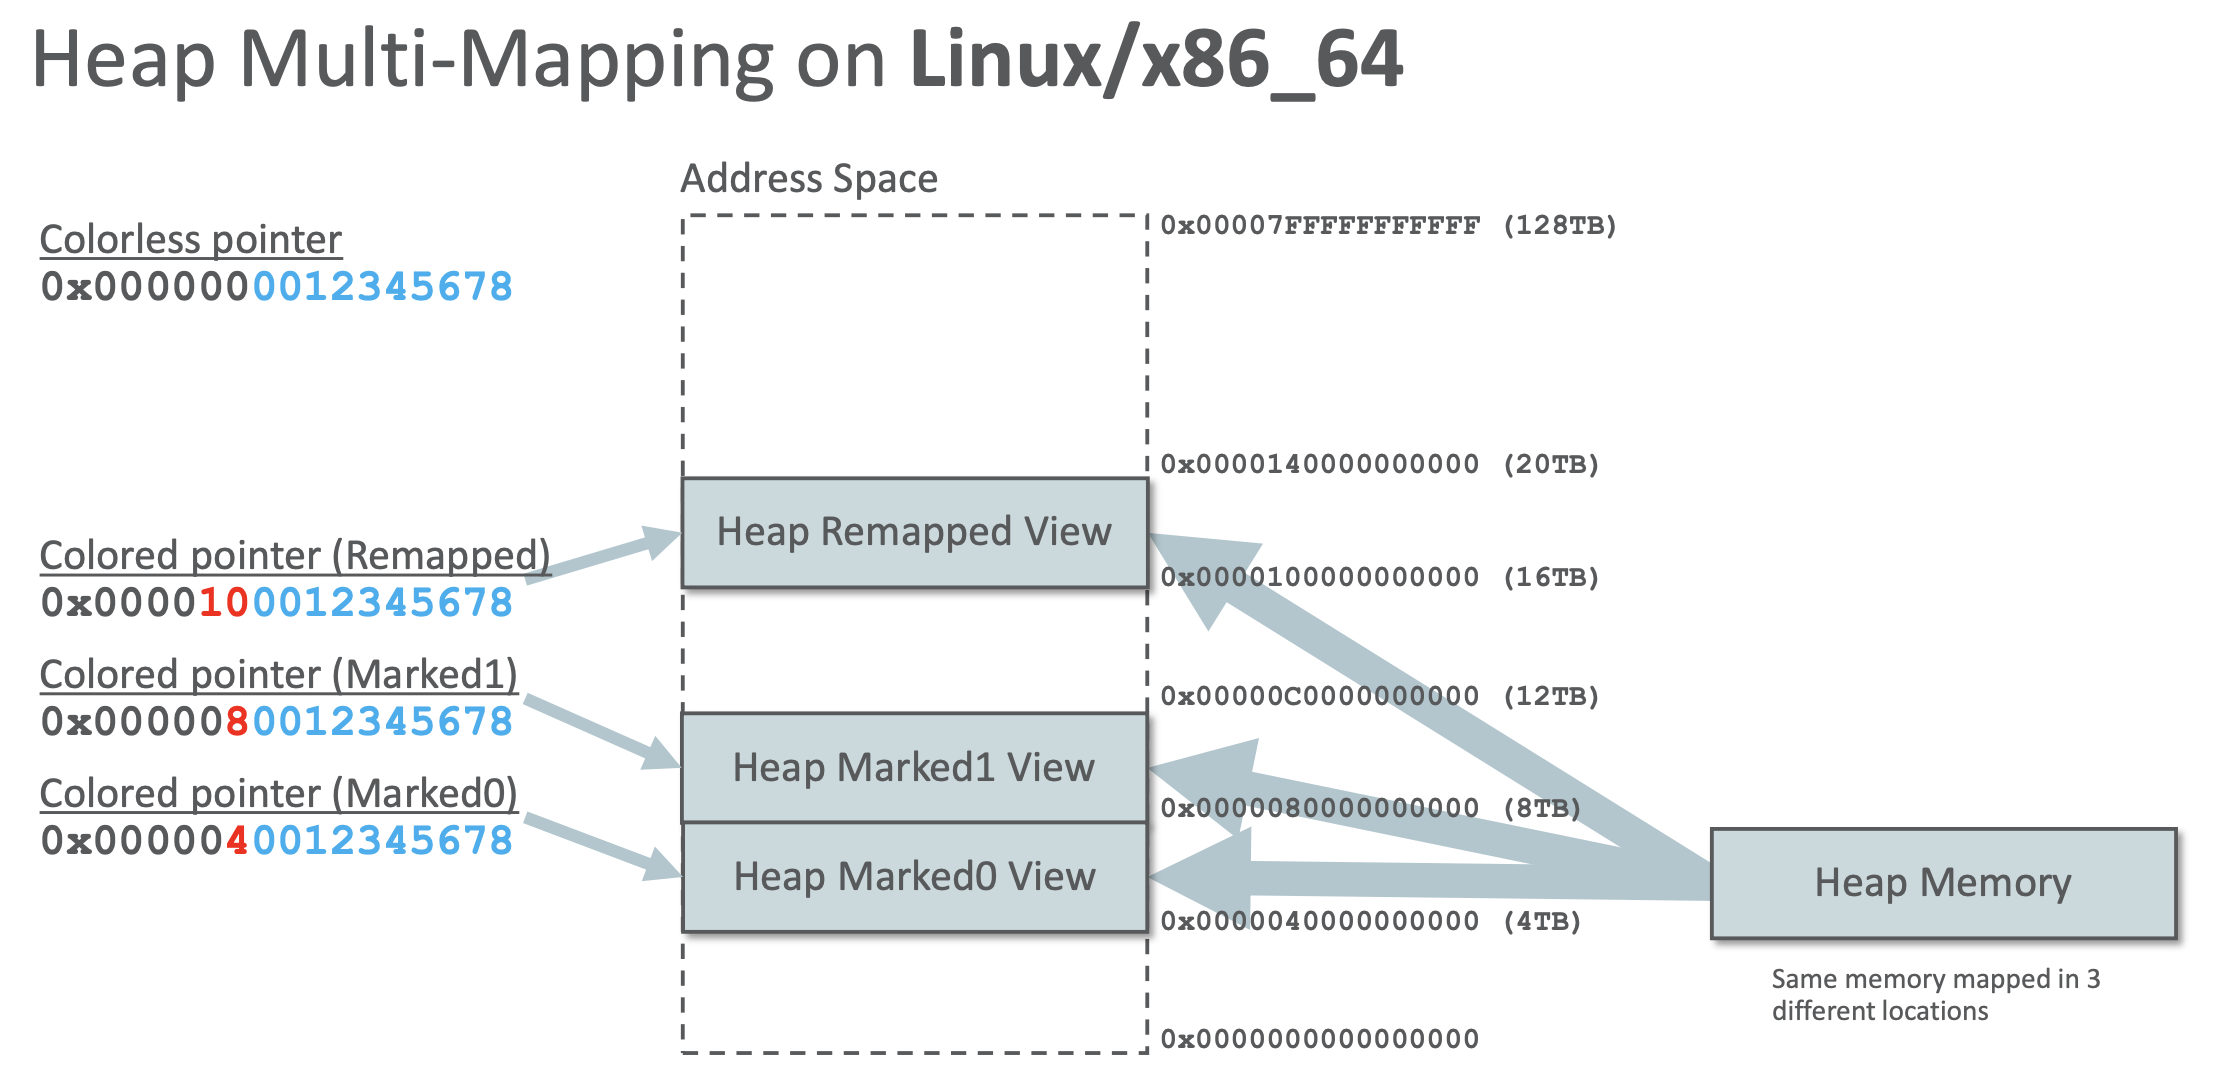 Heap Multi-Mapping on Linux/x86_64
Address Space
Colorless pointer
0x0000000012345678
Colored pointer (Remapped)
0x0000100012345678
Colored pointer (Marked1)
0x0000080012345678
Colored pointer (Marked0)
0x0000040012345678
Heap Remapped View
Heap Marked1 View
Heap Marked0 View
0x00007FFFFFFFFFFF (128TB)
0x0000140000000000 (20TB)
0x0000100000000000 (16TB)
0x00000C0000000000 (12TB)
0x0000080000000000 (8TB)
0x0000040000000000 (4TB)
0x0000000000000000
Heap Memory
Same memory mapped in 3
different locations